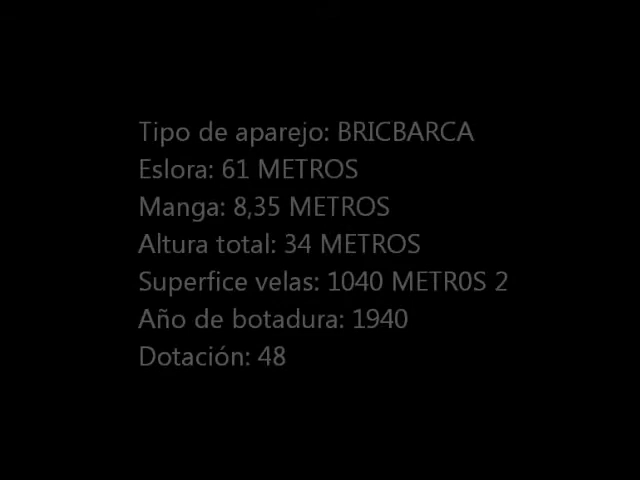 Tipo de aparejo: BRICBARCA
Eslora: 61 METROS
Manga: 8,35 METROS
Altura total: 34 METROS
Superfice velas: 1040 METR0S 2
Año de botadura: 1940
Dotación: 48